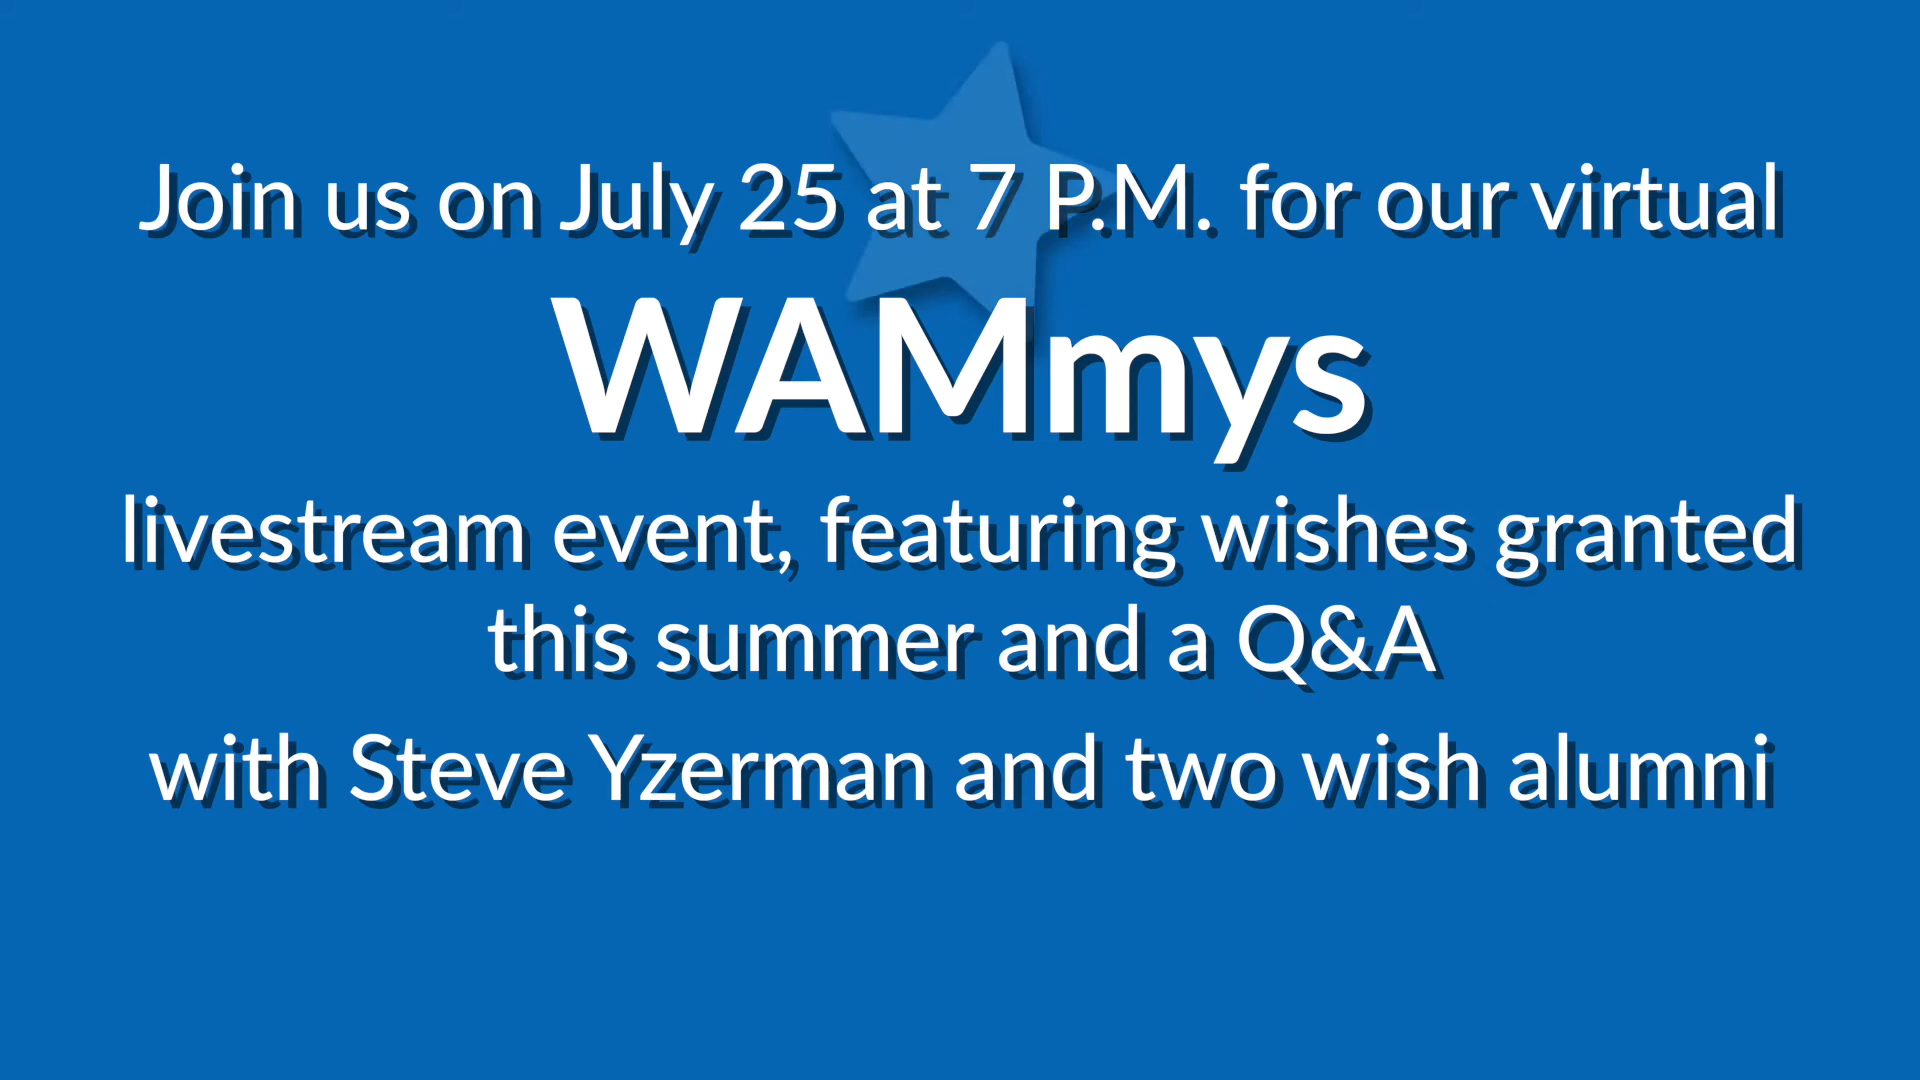 Join us on July 25 at 7 P.M. for our virtual
WAMmys
livestream event, featuring wishes granted
this summer and a Q&A
with Steve Yzerman and two wish alumni